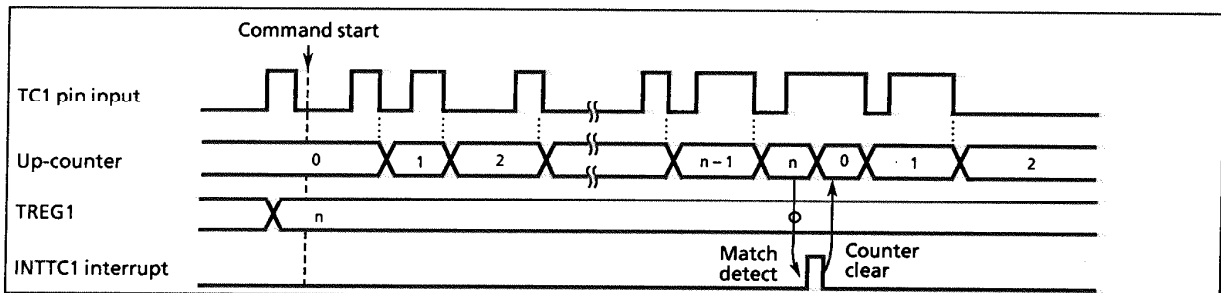 Command start
TC1 pin input
Up-counter
0 1 2 n-1 n 0 1 2
TREG1
n
Match detect
Counter clear
INTTC1 interrupt